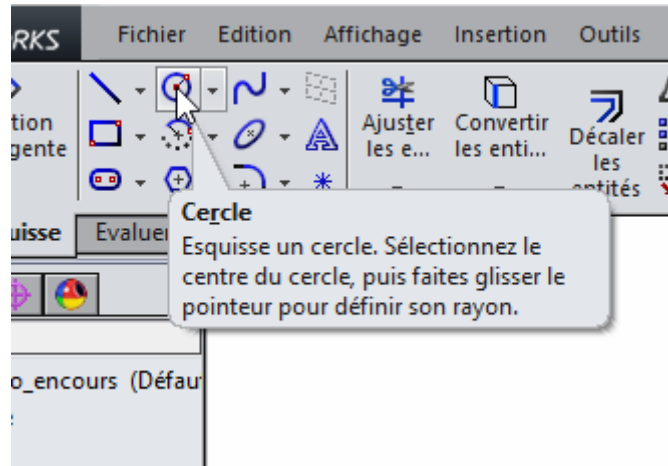 RKS Fichier Edition Affichage Insertion Outils
tion
gente
Ajuster
les e...
Convertir
les enti...
Décaler
les
entités
uisse Evaluer
Cercle
Esquisse un cercle. Sélectionnez le
centre du cercle, puis faites glisser le
pointeur pour définir son rayon.
o_encours (Défau